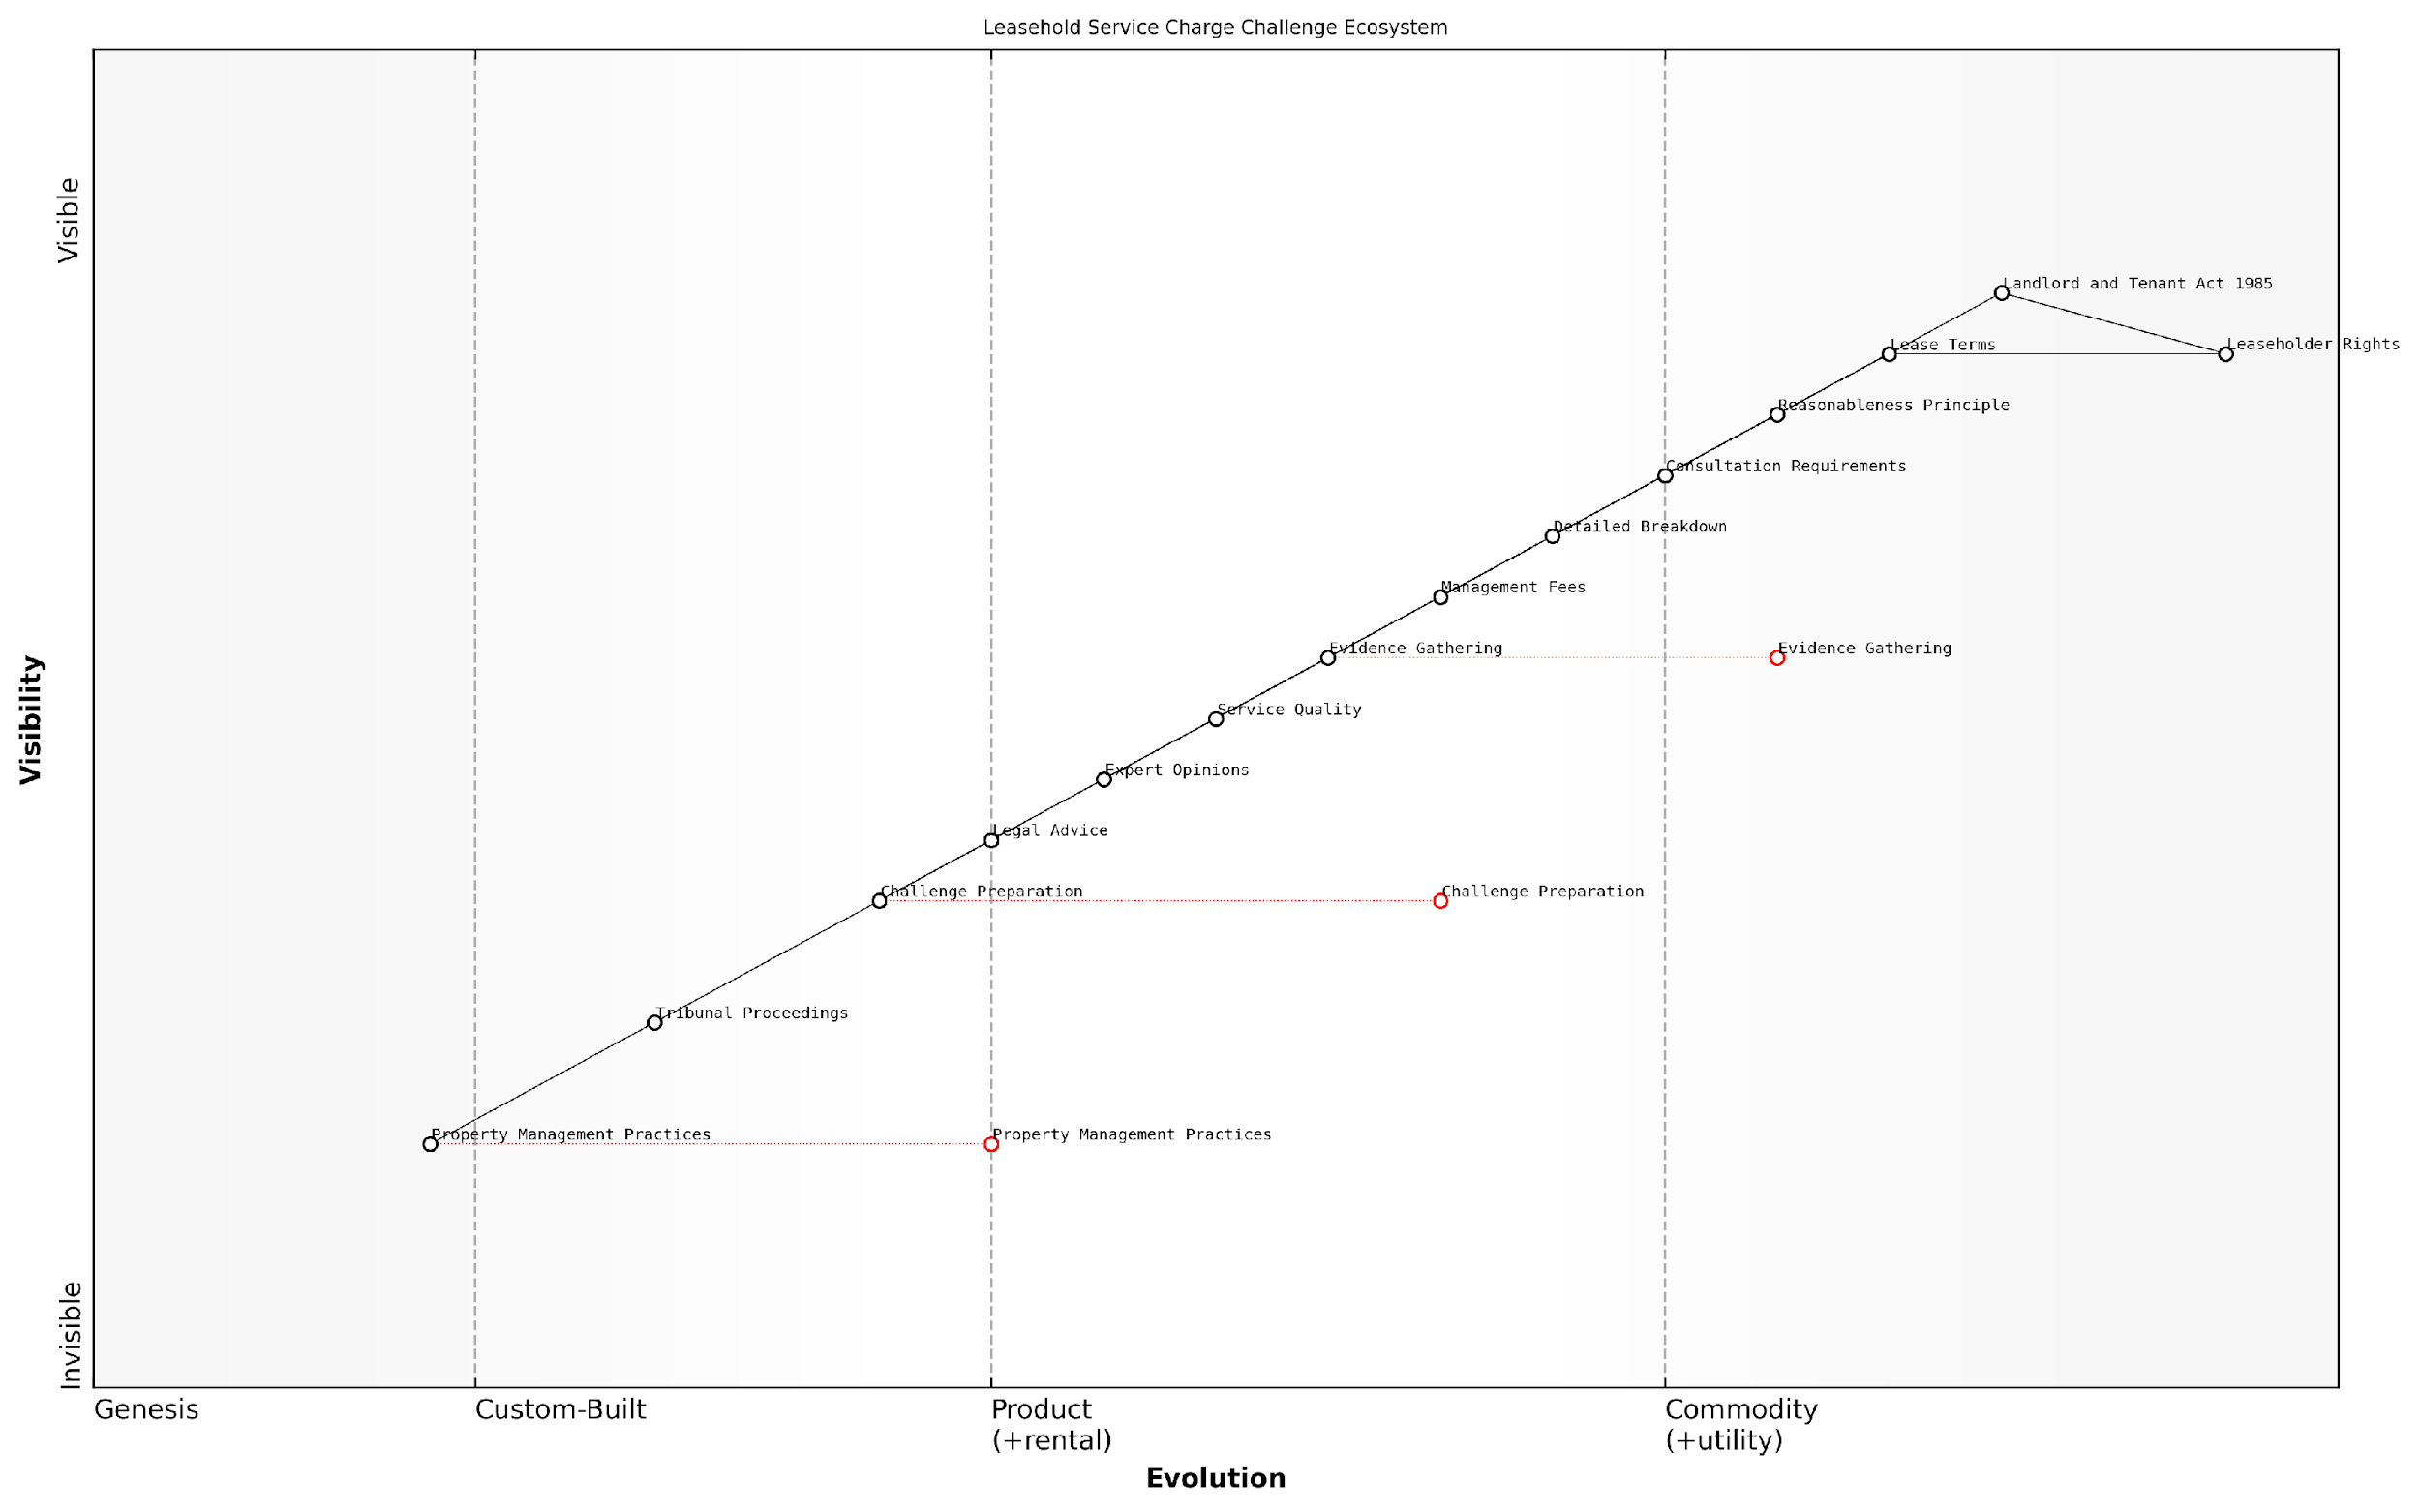 Leasehold Service Charge Challenge Ecosystem
Visible
Landlord and Tenant Act 1985
Lease Terms
Leaseholder Rights
Reasonableness Principle
Consultation Requirements
Detailed Breakdown
Management Fees
Evidence Gathering
Evidence Gathering
Visibility
Service Quality
Expert Opinions
Legal Advice
Challenge Preparation
Challenge Preparation
Tribunal Proceedings
Property Management Practices
Property Management Practices
Invisible
Genesis
Custom-Built
Product
(+rental)
Commodity
(+utility)
Evolution